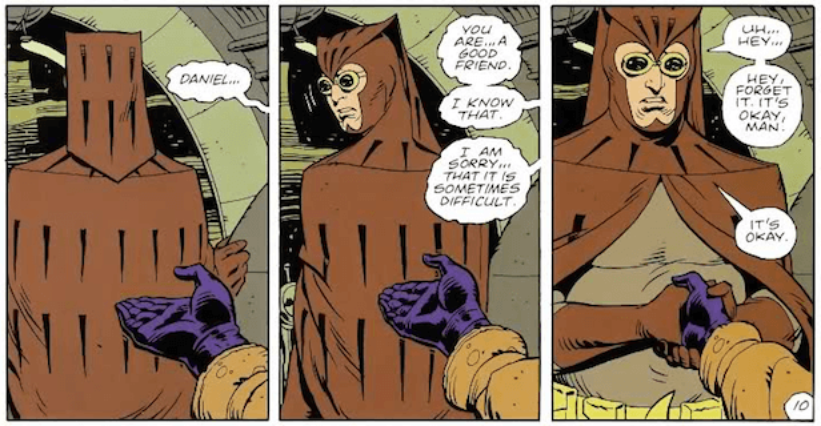 DANIEL...
YOU
ARE...A
GOOD
FRIEND.
I KNOW
THAT.
I AM
SORRY...
THAT IT IS
SOMETIMES
DIFFICULT.
UH...
HEY...
HEY,
FORGET
IT. IT'S
OKAY,
MAN.
IT'S
OKAY.
10